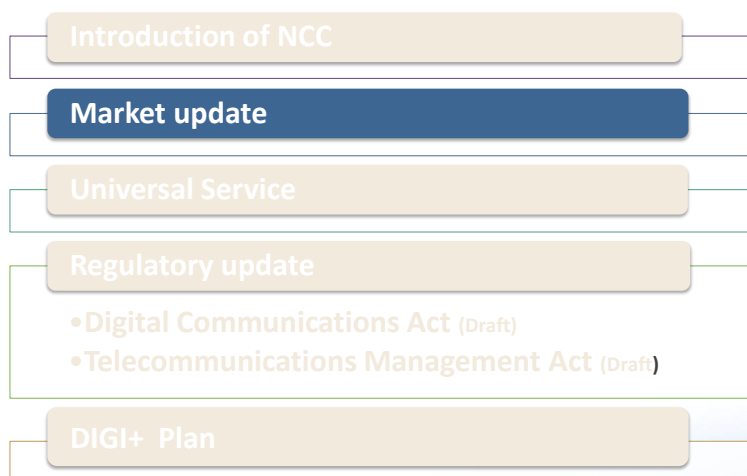 Introduction of NCC
Market update
Universal Service
Regulatory update
•Digital Communications Act (Draft)
•Telecommunications Management Act (Draft)
DIGI+ Plan